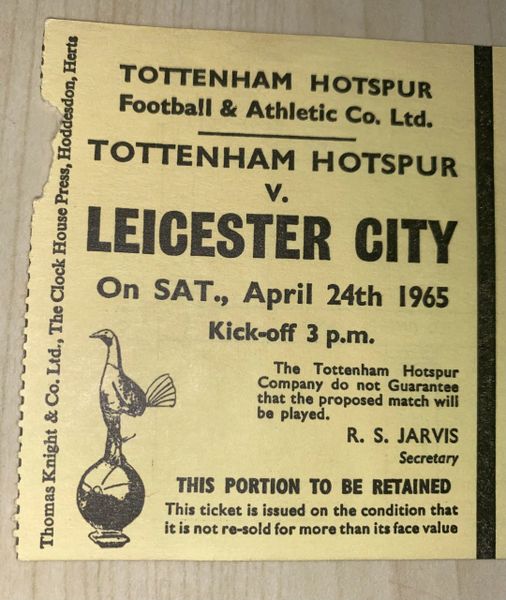 TOTTENHAM HOTSPUR
Football & Athletic Co. Ltd.
TOTTENHAM HOTSPUR
v.
LEICESTER CITY
On SAT., April 24th 1965
Kick-off 3 p.m.
The Tottenham Hotspur
Company do not Guarantee
that the proposed match will
be played.
R. S. JARVIS
Secretary
THIS PORTION TO BE RETAINED
This ticket is issued on the condition that
it is not re-sold for more than its face value
Thomas Knight & Co. Ltd., The Clock House Press, Hoddesdon, Herts